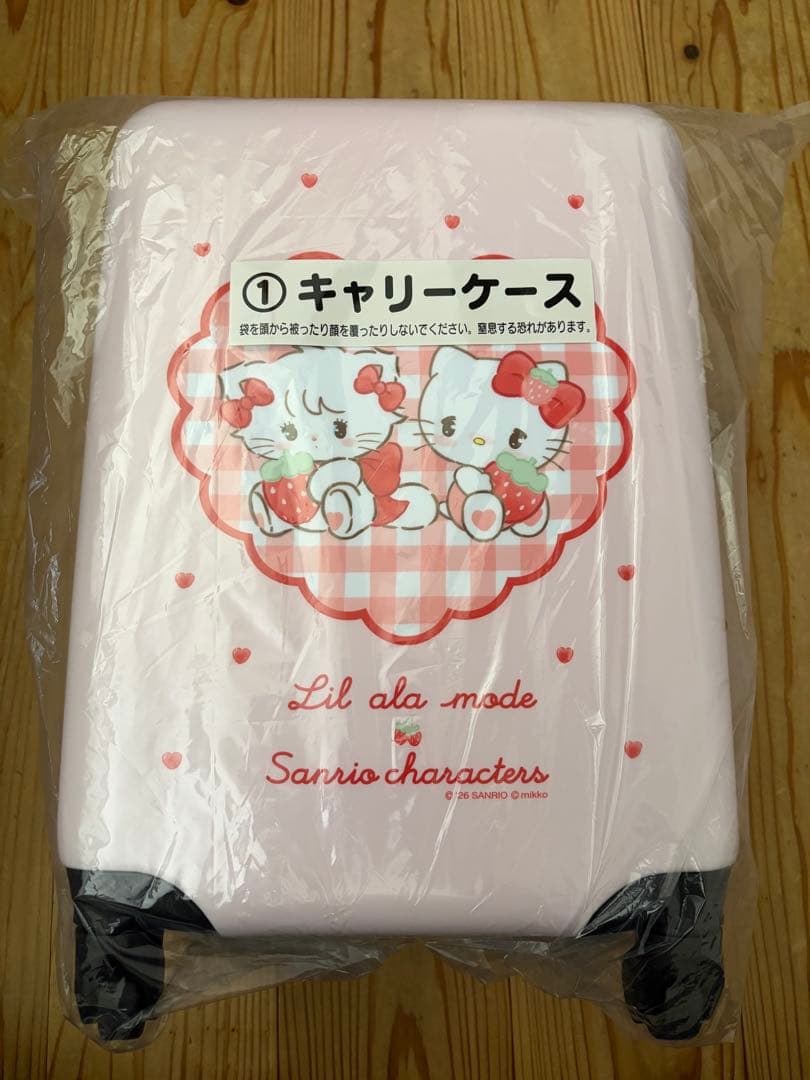 ① キャリーケース
袋を頭から被ったり顔を覆ったりしないでください。窒息する恐れがあります。
Lil ala mode
Sanrio characters
© '26 SANRIO © mikko